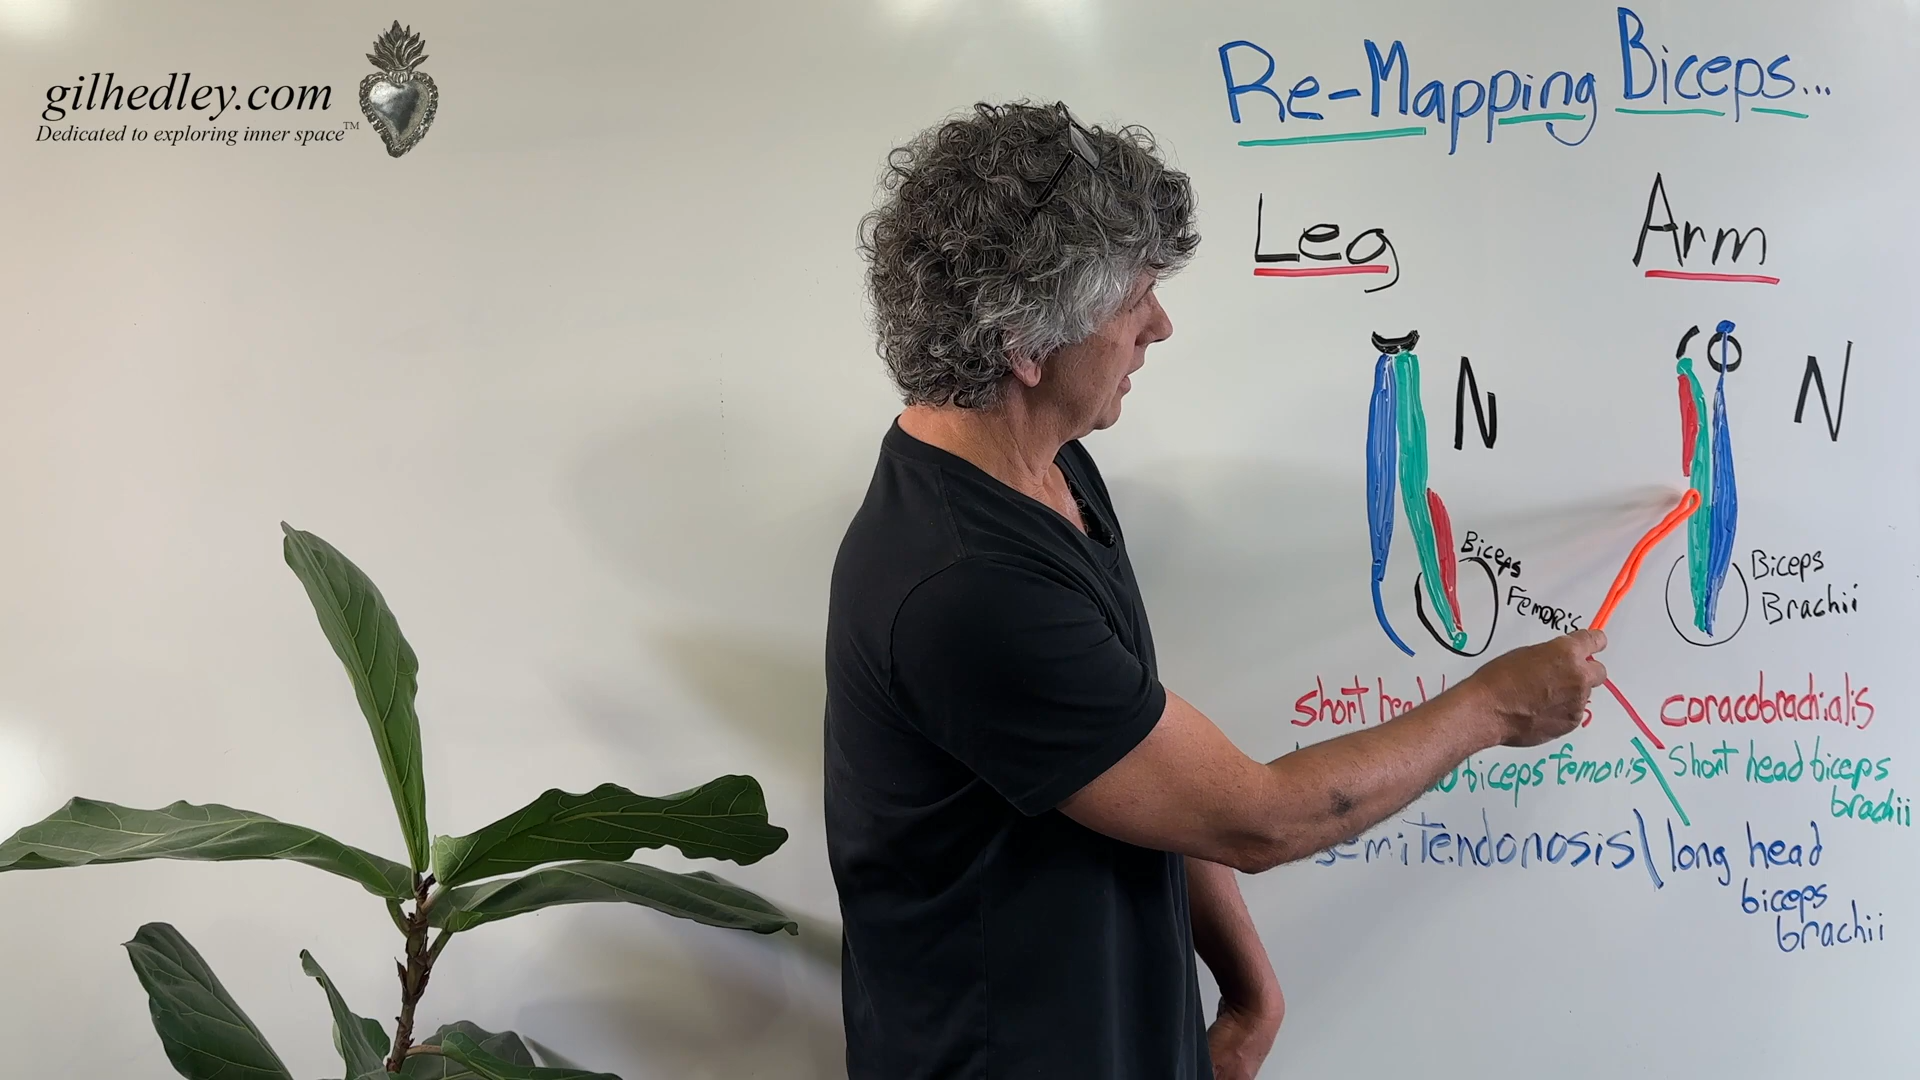 gilhedley.com
Dedicated to exploring inner space™
Re-Mapping Biceps...
Leg
Arm
N
N
Biceps
Femoris
Biceps
Brachii
short
coracobrachialis
biceps femoris \ short head biceps
brachii
semiTendonosis \ long head
biceps
brachii